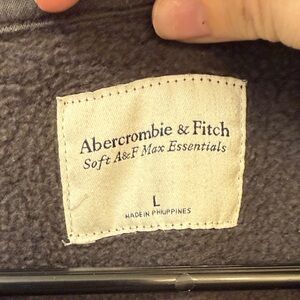 Abercrombie & Fitch
Soft A&F Max Essentials
L
MADE IN PHILIPPINES